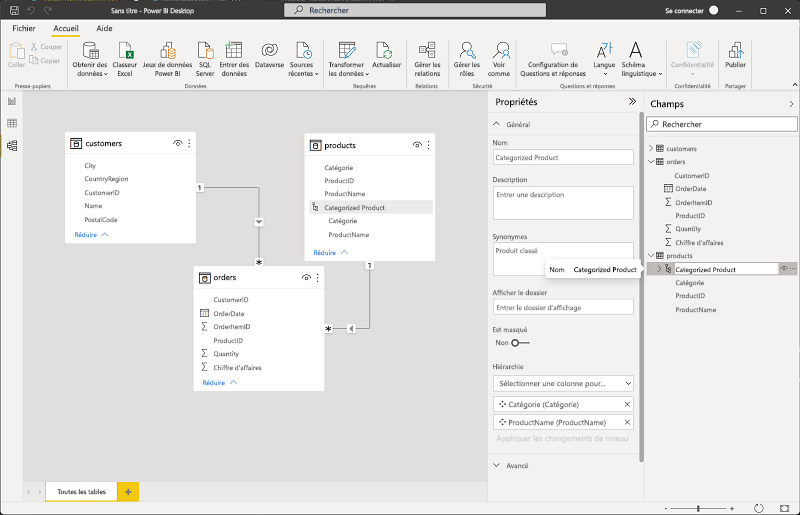 Sans titre - Power BI Desktop
Rechercher
Se connecter
Fichier
Accueil
Aide
Coller
Couper
Copier
Obtenir des données
Classeur Excel
Jeux de données Power BI
SQL Server
Entrer des données
Dataverse
Sources récentes
Transformer les données
Actualiser
Gérer les relations
Gérer les rôles
Voir comme
Configuration de Questions et réponses
Langue
Schéma linguistique
Confidentialité
Publier
Presse-papiers
Données
Requêtes
Relations
Sécurité
Questions et réponses
Confidentialité
Partager
customers
City
CountryRegion
CustomerID
Name
PostalCode
Réduire
1
*
products
Catégorie
ProductID
ProductName
Categorized Product
Catégorie
ProductName
Réduire
1
*
orders
CustomerID
OrderDate
OrderItemID
ProductID
Quantity
Chiffre d'affaires
Réduire
Toutes les tables
+
Propriétés
Général
Nom
Categorized Product
Description
Entrer une description
Synonymes
Produit classé
Nom Categorized Product
Afficher le dossier
Entrer le dossier d'affichage
Est masqué
Non
Hiérarchie
Sélectionner une colonne pour...
Catégorie (Catégorie)
ProductName (ProductName)
Appliquer les changements de niveau
Avancé
Champs
Rechercher
customers
orders
CustomerID
OrderDate
OrderItemID
ProductID
Quantity
Chiffre d'affaires
products
Categorized Product
Catégorie
ProductID
ProductName
- +